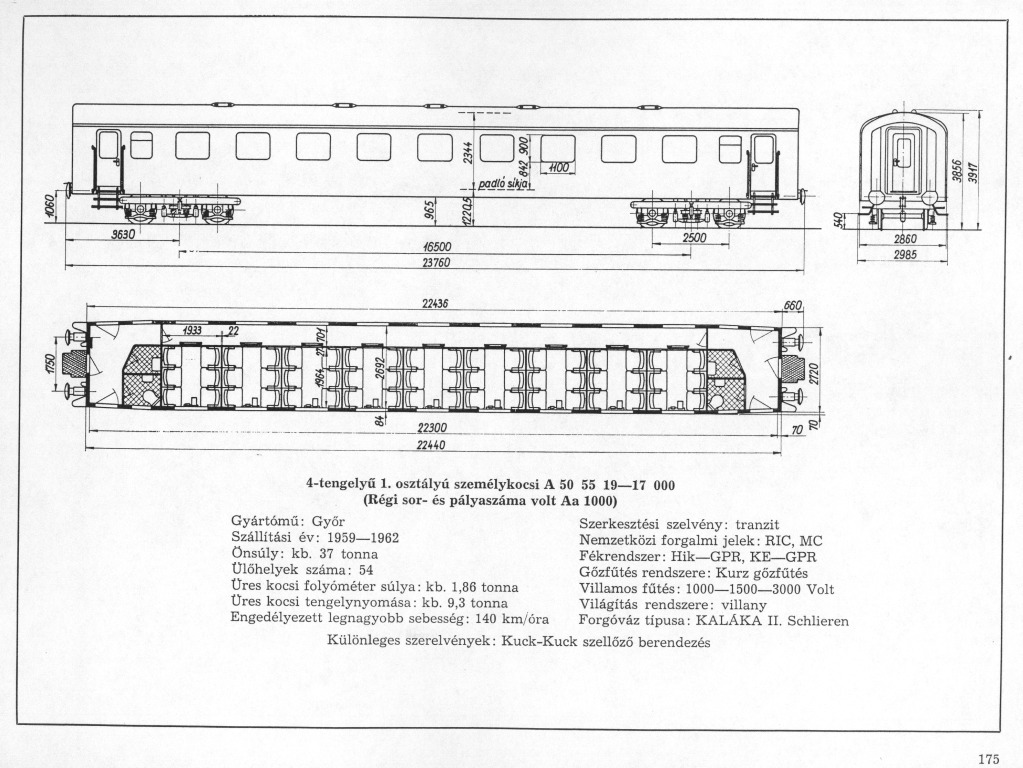 2344
842 900
1100
padló síkja
1060
965
1220,5
3630
2500
16500
23760
540
3856
3917
2860
2985
22436
660
1933
22
1750
1964
2692
2720
84
22300
70
70
22440
4-tengelyű 1. osztályú személykocsi A 50 55 19—17 000
(Régi sor- és pályaszáma volt Aa 1000)
Gyártómű: Győr
Szállítási év: 1959—1962
Önsúly: kb. 37 tonna
Ülőhelyek száma: 54
Üres kocsi folyóméter súlya: kb. 1,86 tonna
Üres kocsi tengelynyomása: kb. 9,3 tonna
Engedélyezett legnagyobb sebesség: 140 km/óra
Szerkesztési szelvény: tranzit
Nemzetközi forgalmi jelek: RIC, MC
Fékrendszer: Hik—GPR, KE—GPR
Gőzfűtés rendszere: Kurz gőzfűtés
Villamos fűtés: 1000—1500—3000 Volt
Világítás rendszere: villany
Forgóváz típusa: KALÁKA II. Schlieren
Különleges szerelvények: Kuck-Kuck szellőző berendezés
175